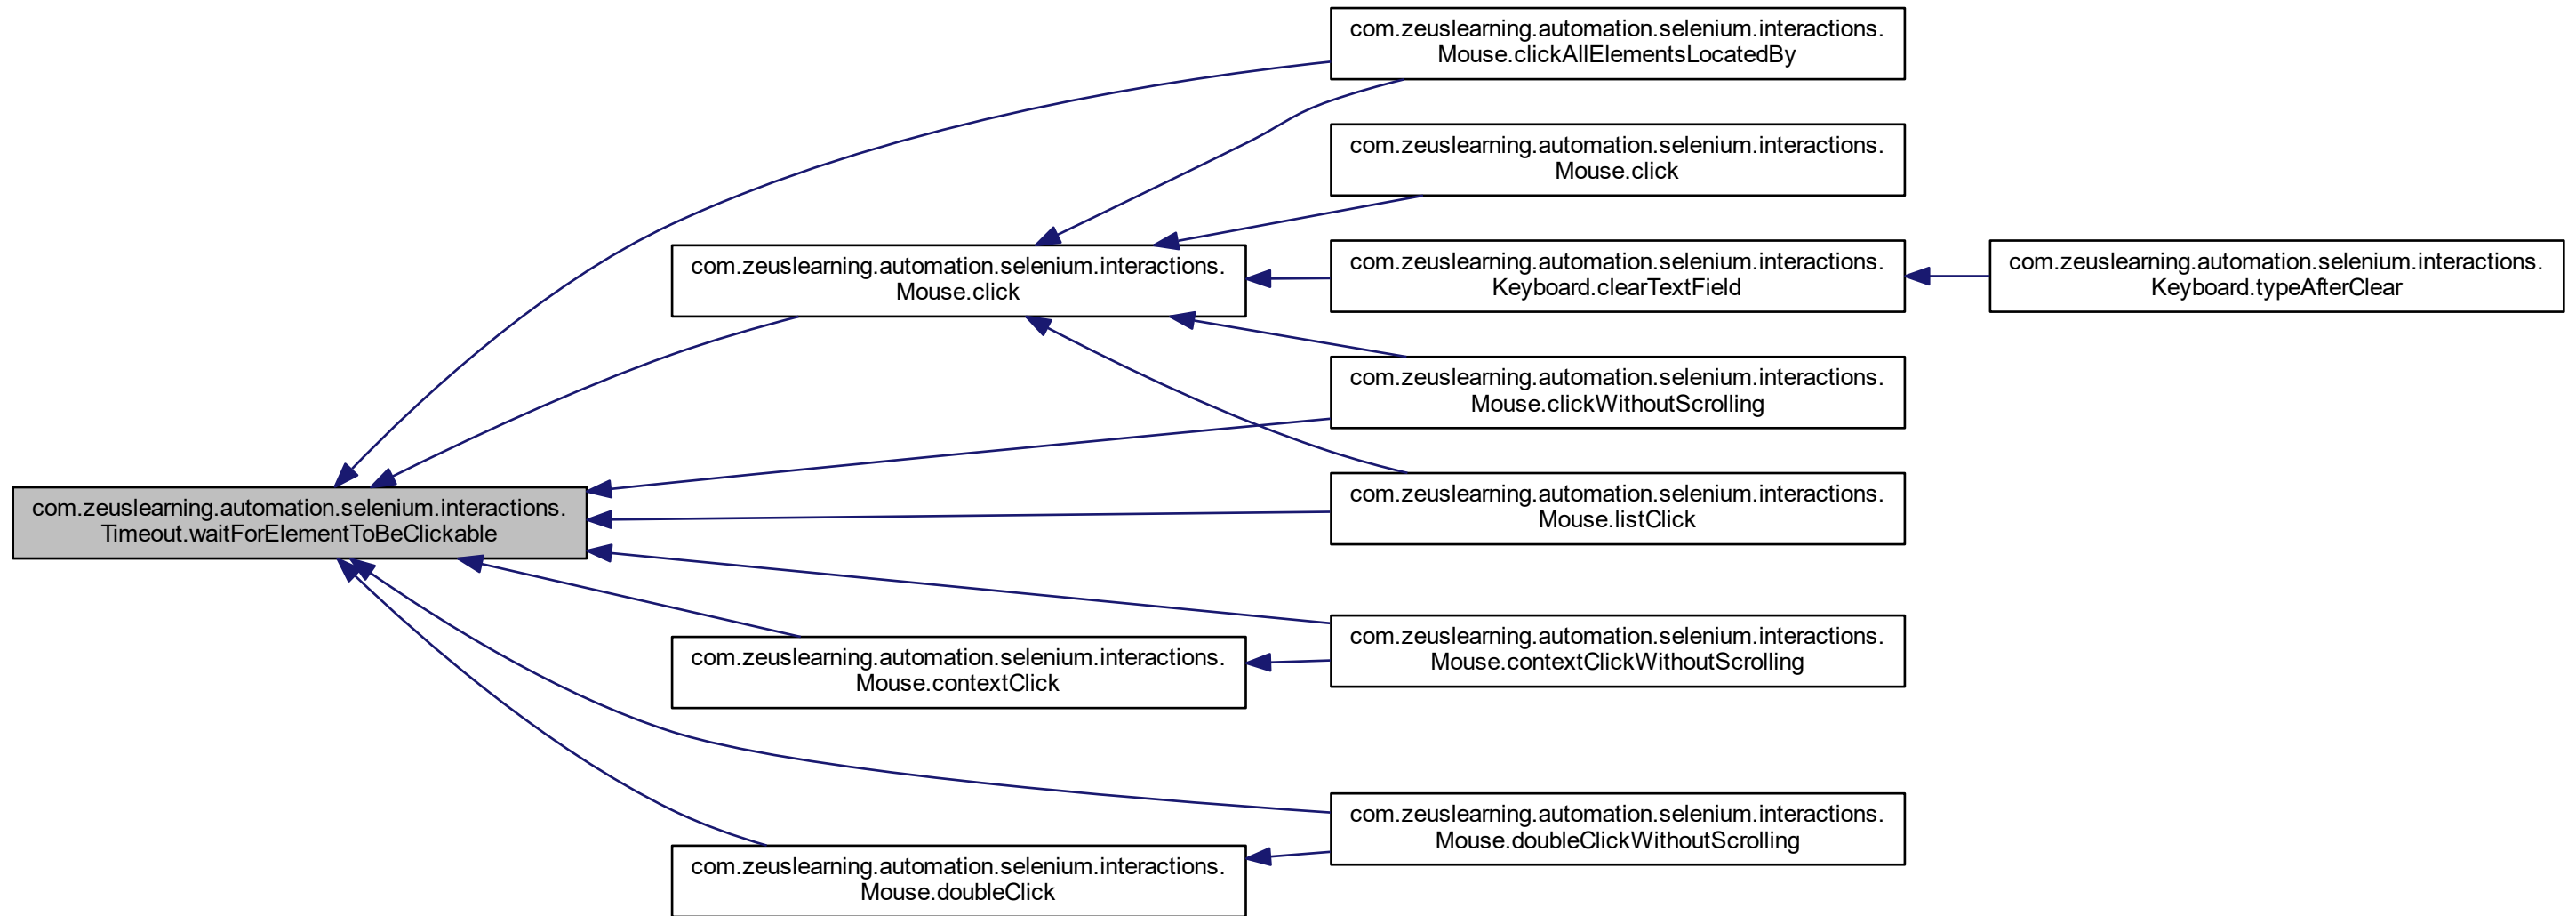 com.zeuslearning.automation.selenium.interactions.
Timeout.waitForElementToBeClickable
com.zeuslearning.automation.selenium.interactions.
Mouse.click
com.zeuslearning.automation.selenium.interactions.
Mouse.contextClick
com.zeuslearning.automation.selenium.interactions.
Mouse.doubleClick
com.zeuslearning.automation.selenium.interactions.
Mouse.clickAllElementsLocatedBy
com.zeuslearning.automation.selenium.interactions.
Mouse.click
com.zeuslearning.automation.selenium.interactions.
Keyboard.clearTextField
com.zeuslearning.automation.selenium.interactions.
Mouse.clickWithoutScrolling
com.zeuslearning.automation.selenium.interactions.
Mouse.listClick
com.zeuslearning.automation.selenium.interactions.
Mouse.contextClickWithoutScrolling
com.zeuslearning.automation.selenium.interactions.
Mouse.doubleClickWithoutScrolling
com.zeuslearning.automation.selenium.interactions.
Keyboard.typeAfterClear